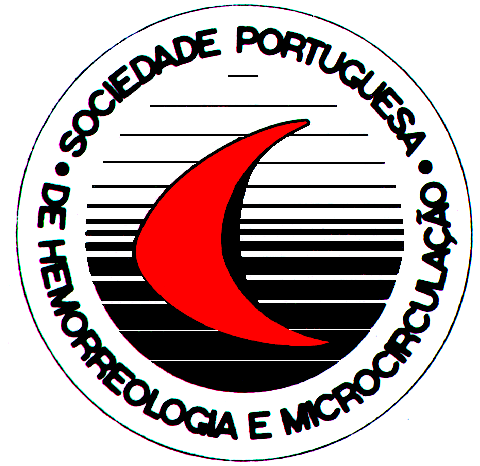 SOCIEDADE PORTUGUESA
• DE HEMORREOLOGIA E MICROCIRCULAÇÃO •